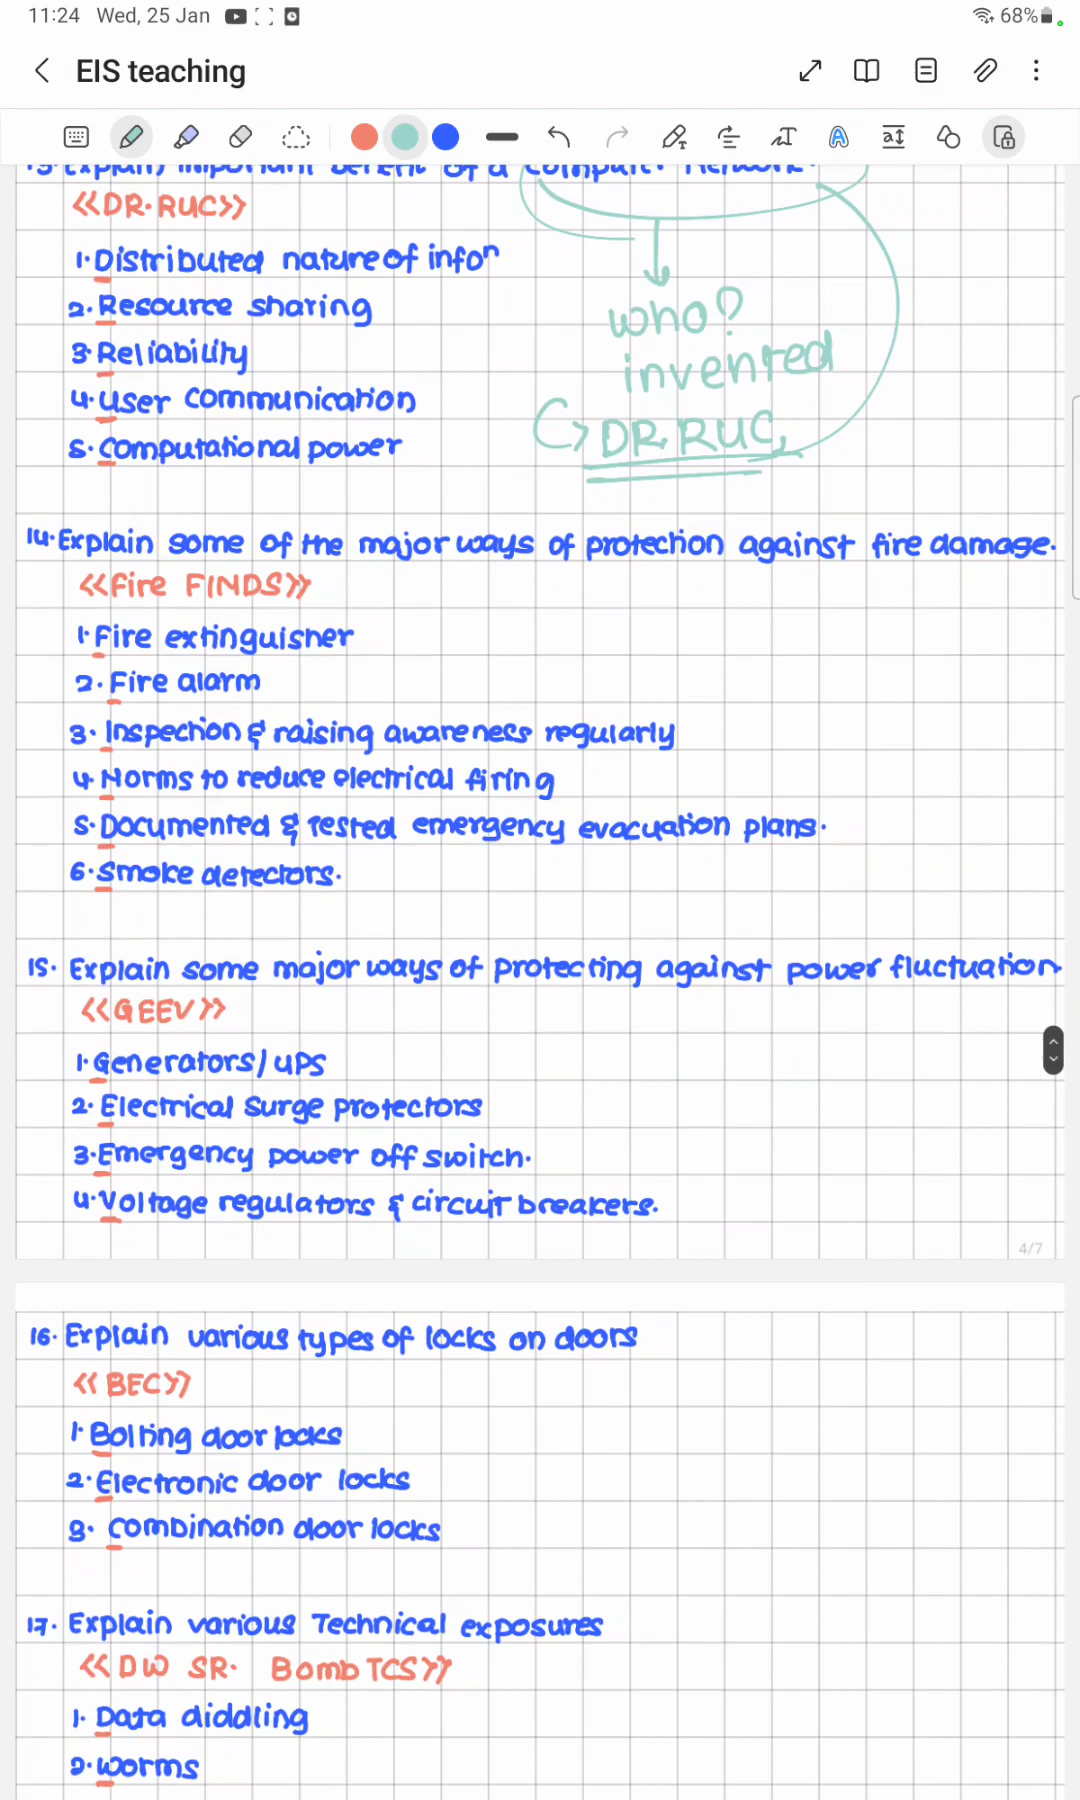 11:24 Wed, 25 Jan
68%
EIS teaching
13. Explain important benefit of a computer network.
<<DR.RUC>>
1. Distributed nature of infoⁿ
2. Resource sharing
3. Reliability
4. User communication
5. Computational power
who?
invented
DR. RUC
14. Explain some of the major ways of protection against fire damage.
<<Fire FINDS>>
1. Fire extinguisher
2. Fire alarm
3. Inspection & raising awareness regularly
4. Norms to reduce electrical firing
5. Documented & Tested emergency evacuation plans.
6. Smoke detectors.
15. Explain some major ways of protecting against power fluctuation.
<<GEEV>>
1. Generators/UPS
2. Electrical surge protectors
3. Emergency power off switch.
4. Voltage regulators & circuit breakers.
4/7
16. Explain various types of locks on doors
<<BEC>>
1. Bolting door locks
2. Electronic door locks
3. Combination door locks
17. Explain various Technical exposures
<<DW SR. Bomb TCS>>
1. Data diddling
2. Worms